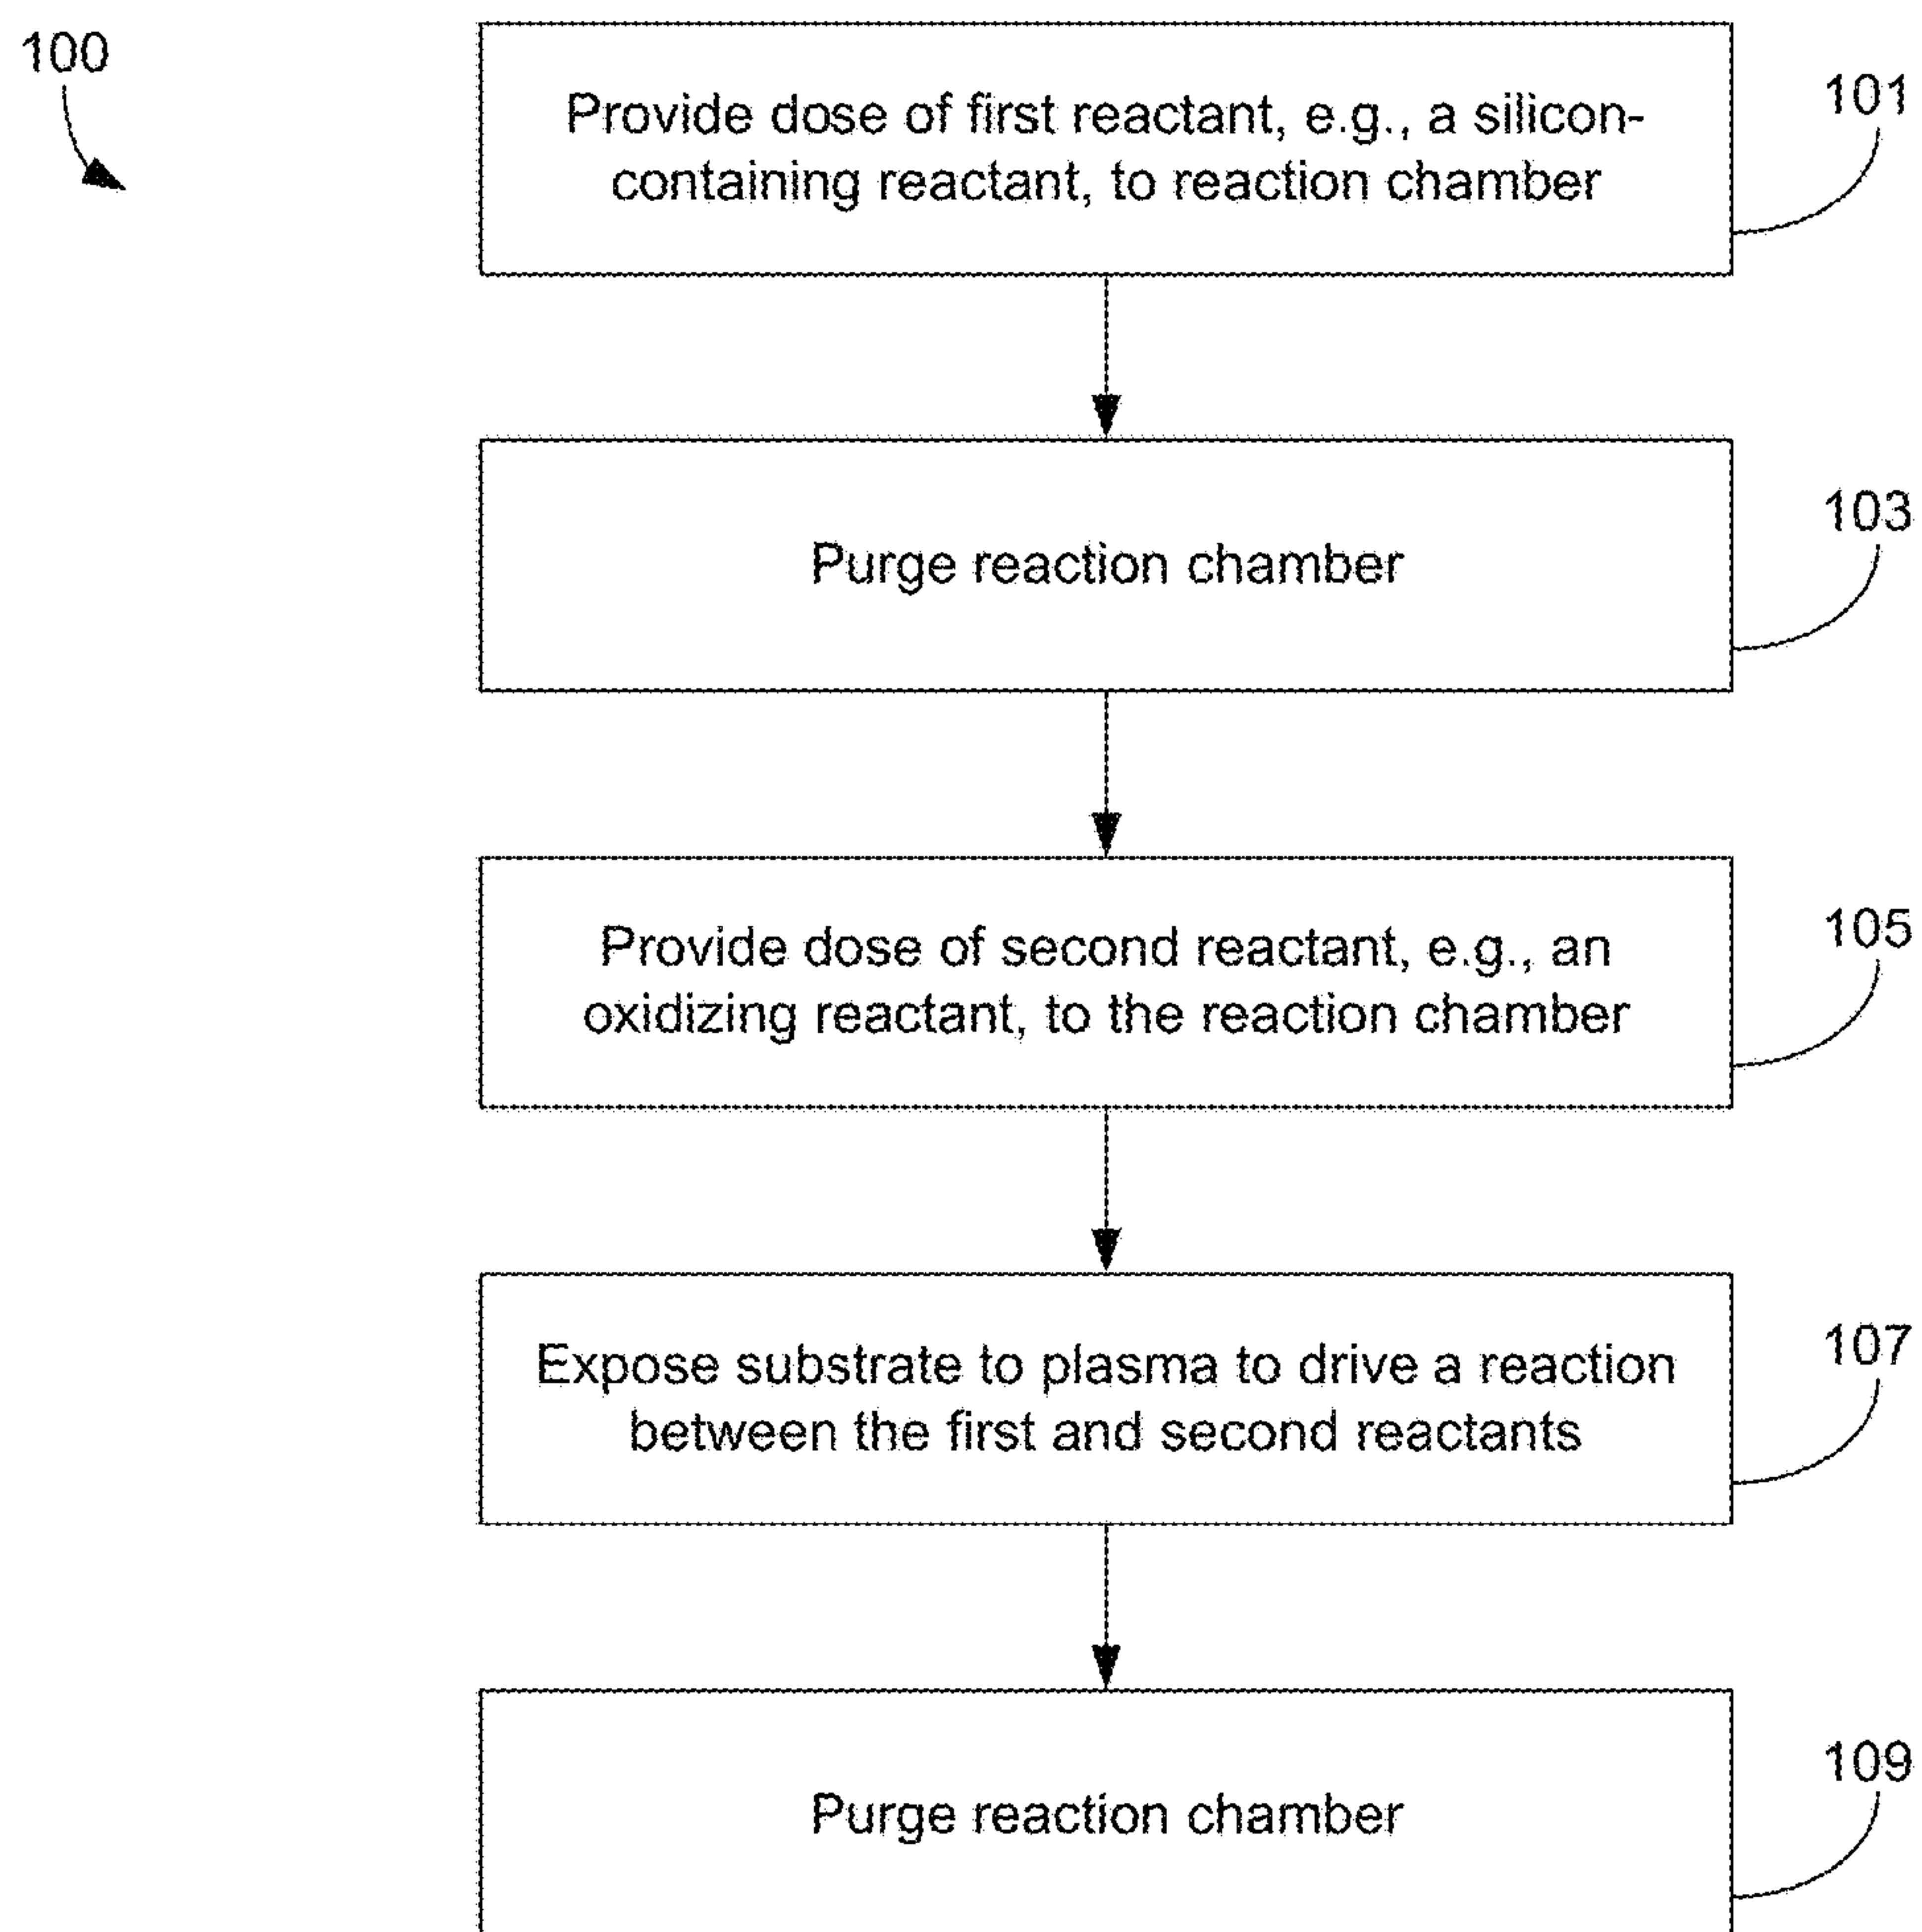 100
Provide dose of first reactant, e.g., a silicon-
containing reactant, to reaction chamber
101
Purge reaction chamber
103
Provide dose of second reactant, e.g., an
oxidizing reactant, to the reaction chamber
105
Expose substrate to plasma to drive a reaction
between the first and second reactants
107
Purge reaction chamber
109